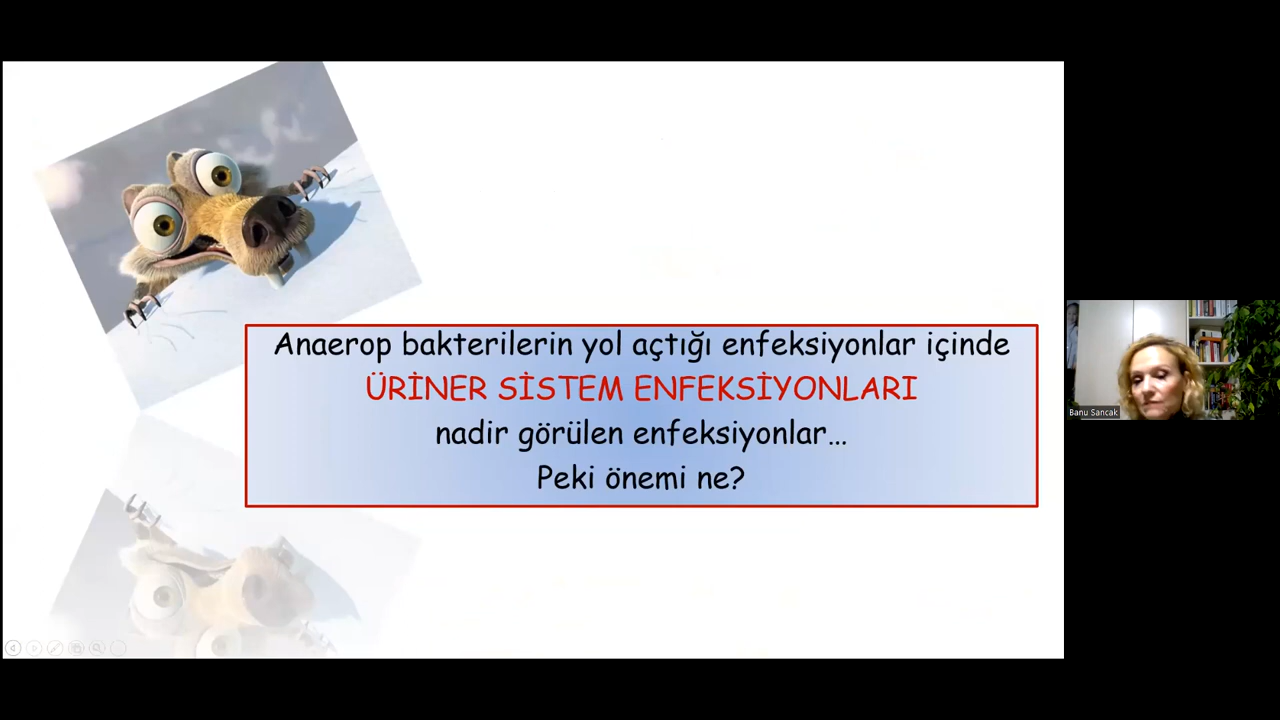 Anaerop bakterilerin yol açtığı enfeksiyonlar içinde
ÜRİNER SİSTEM ENFEKSİYONLARI
nadir görülen enfeksiyonlar...
Peki önemi ne?
Banu Sancak